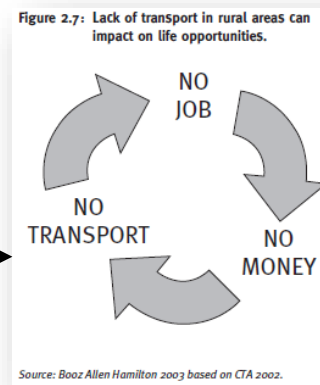 Figure 2.7: Lack of transport in rural areas can
impact on life opportunities.
NO
JOB
NO
MONEY
NO
TRANSPORT
Source: Booz Allen Hamilton 2003 based on CTA 2002.